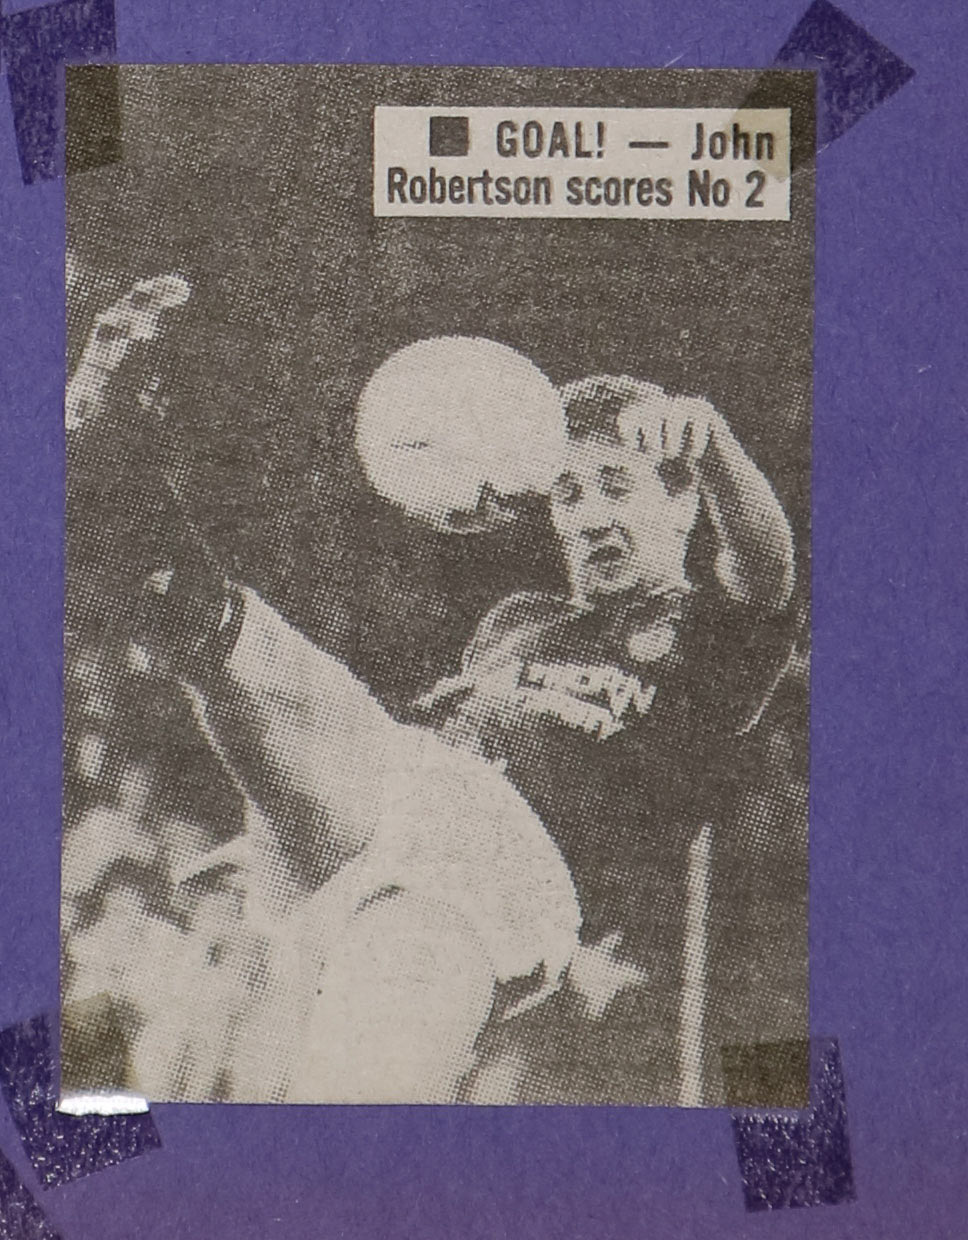 ■ GOAL! — John
Robertson scores No 2